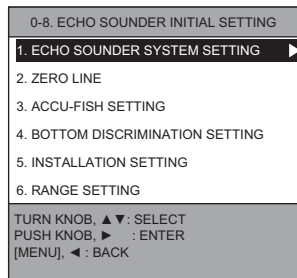 0-8. ECHO SOUNDER INITIAL SETTING
1. ECHO SOUNDER SYSTEM SETTING ▶
2. ZERO LINE
3. ACCU-FISH SETTING
4. BOTTOM DISCRIMINATION SETTING
5. INSTALLATION SETTING
6. RANGE SETTING
TURN KNOB, ▲▼: SELECT
PUSH KNOB, ► : ENTER
[MENU], ◄ : BACK